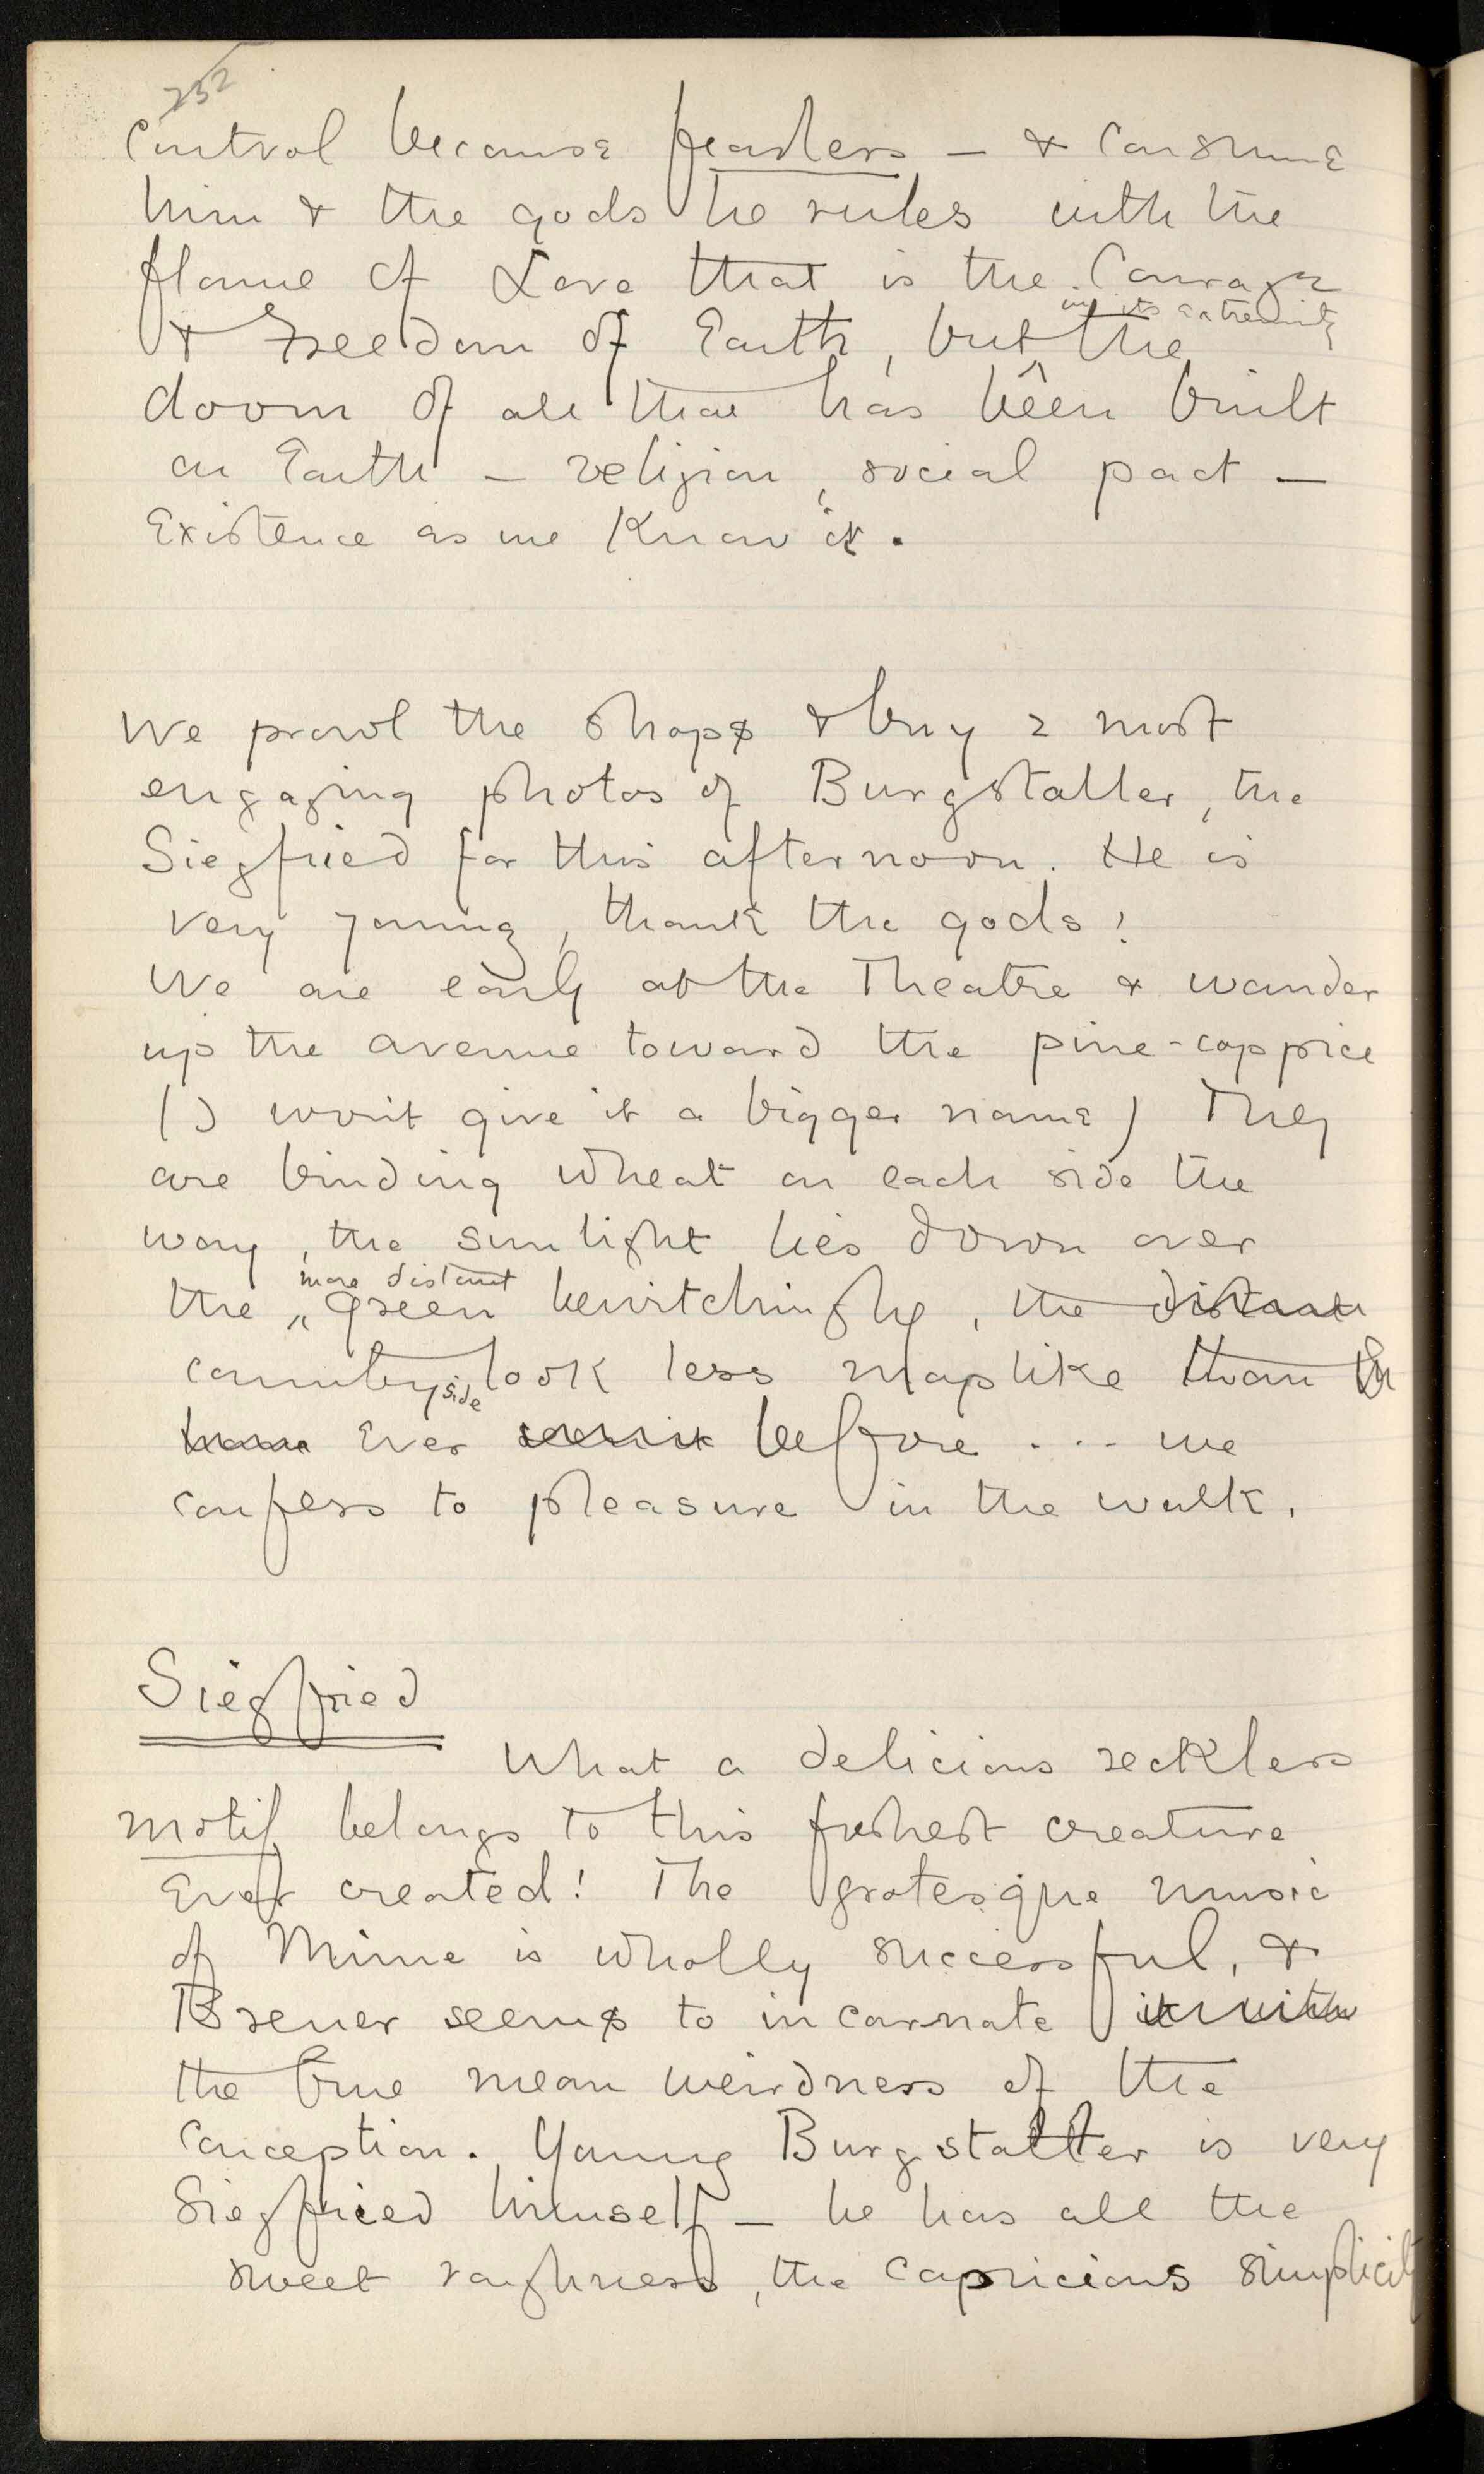 252
Control because fearless — & consume
him & the gods he rules with the
flame of Love that is the Courage
in its extremity
& Freedom of Earth, but ^ the
doom of all that has been built
on Earth — religion, social pact —
Existence as we Know it.
We prowl the shops & buy 2 most
engaging photos of Burgstaller, the
Siegfried for this afternoon. He is
very young, thank the gods!
We are early at the Theatre & wander
up the avenue toward the pine-coppice
(I won't give it a bigger name) They
are binding wheat on each side the
way, the sunlight lies down over
more distant
the ^ green bewitchingly, the distant
countryside look less maplike than
have Ever before ... we
confess to pleasure in the walk.
Siegfried
What a delicious reckless
motif belongs to this freshest creature
Ever created! The grotesque music
of Mime is wholly successful, &
Breuer seems to incarnate it with
the true mean weirdness of the
conception. Young Burgstaller is very
Siegfried himself — he has all the
sweet roughness, the capricious simplicity